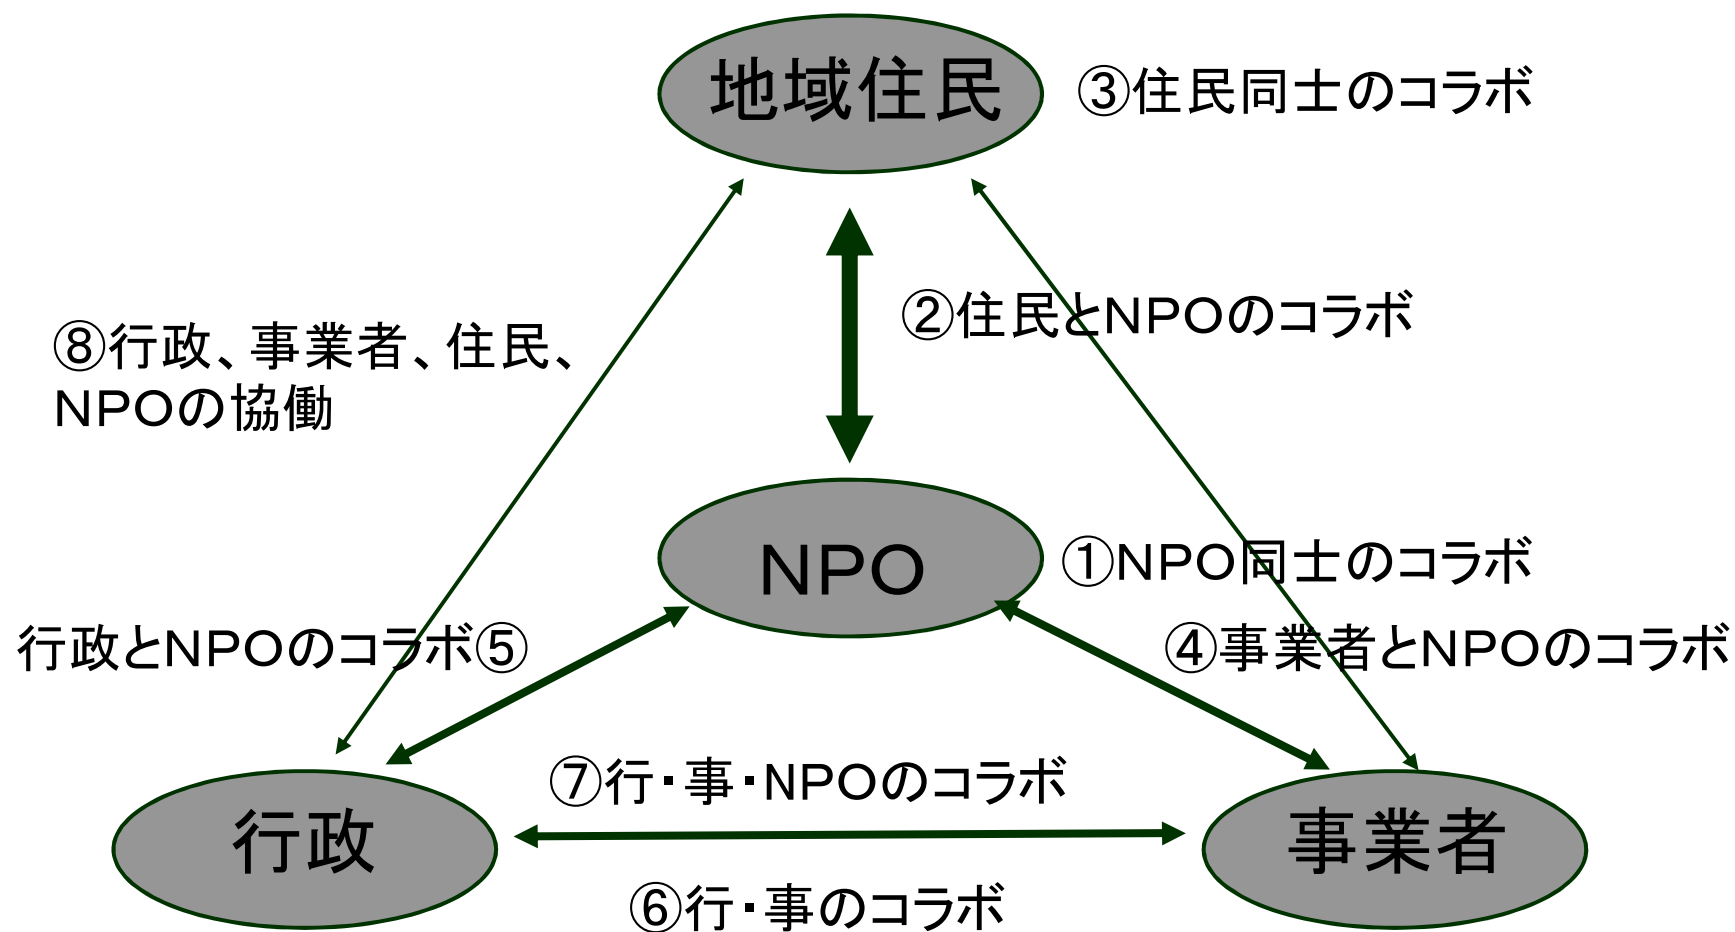 地域住民
③住民同士のコラボ
②住民とNPOのコラボ
⑧行政、事業者、住民、
NPOの協働
NPO
①NPO同士のコラボ
行政とNPOのコラボ⑤
④事業者とNPOのコラボ
⑦行・事・NPOのコラボ
行政
事業者
⑥行・事のコラボ